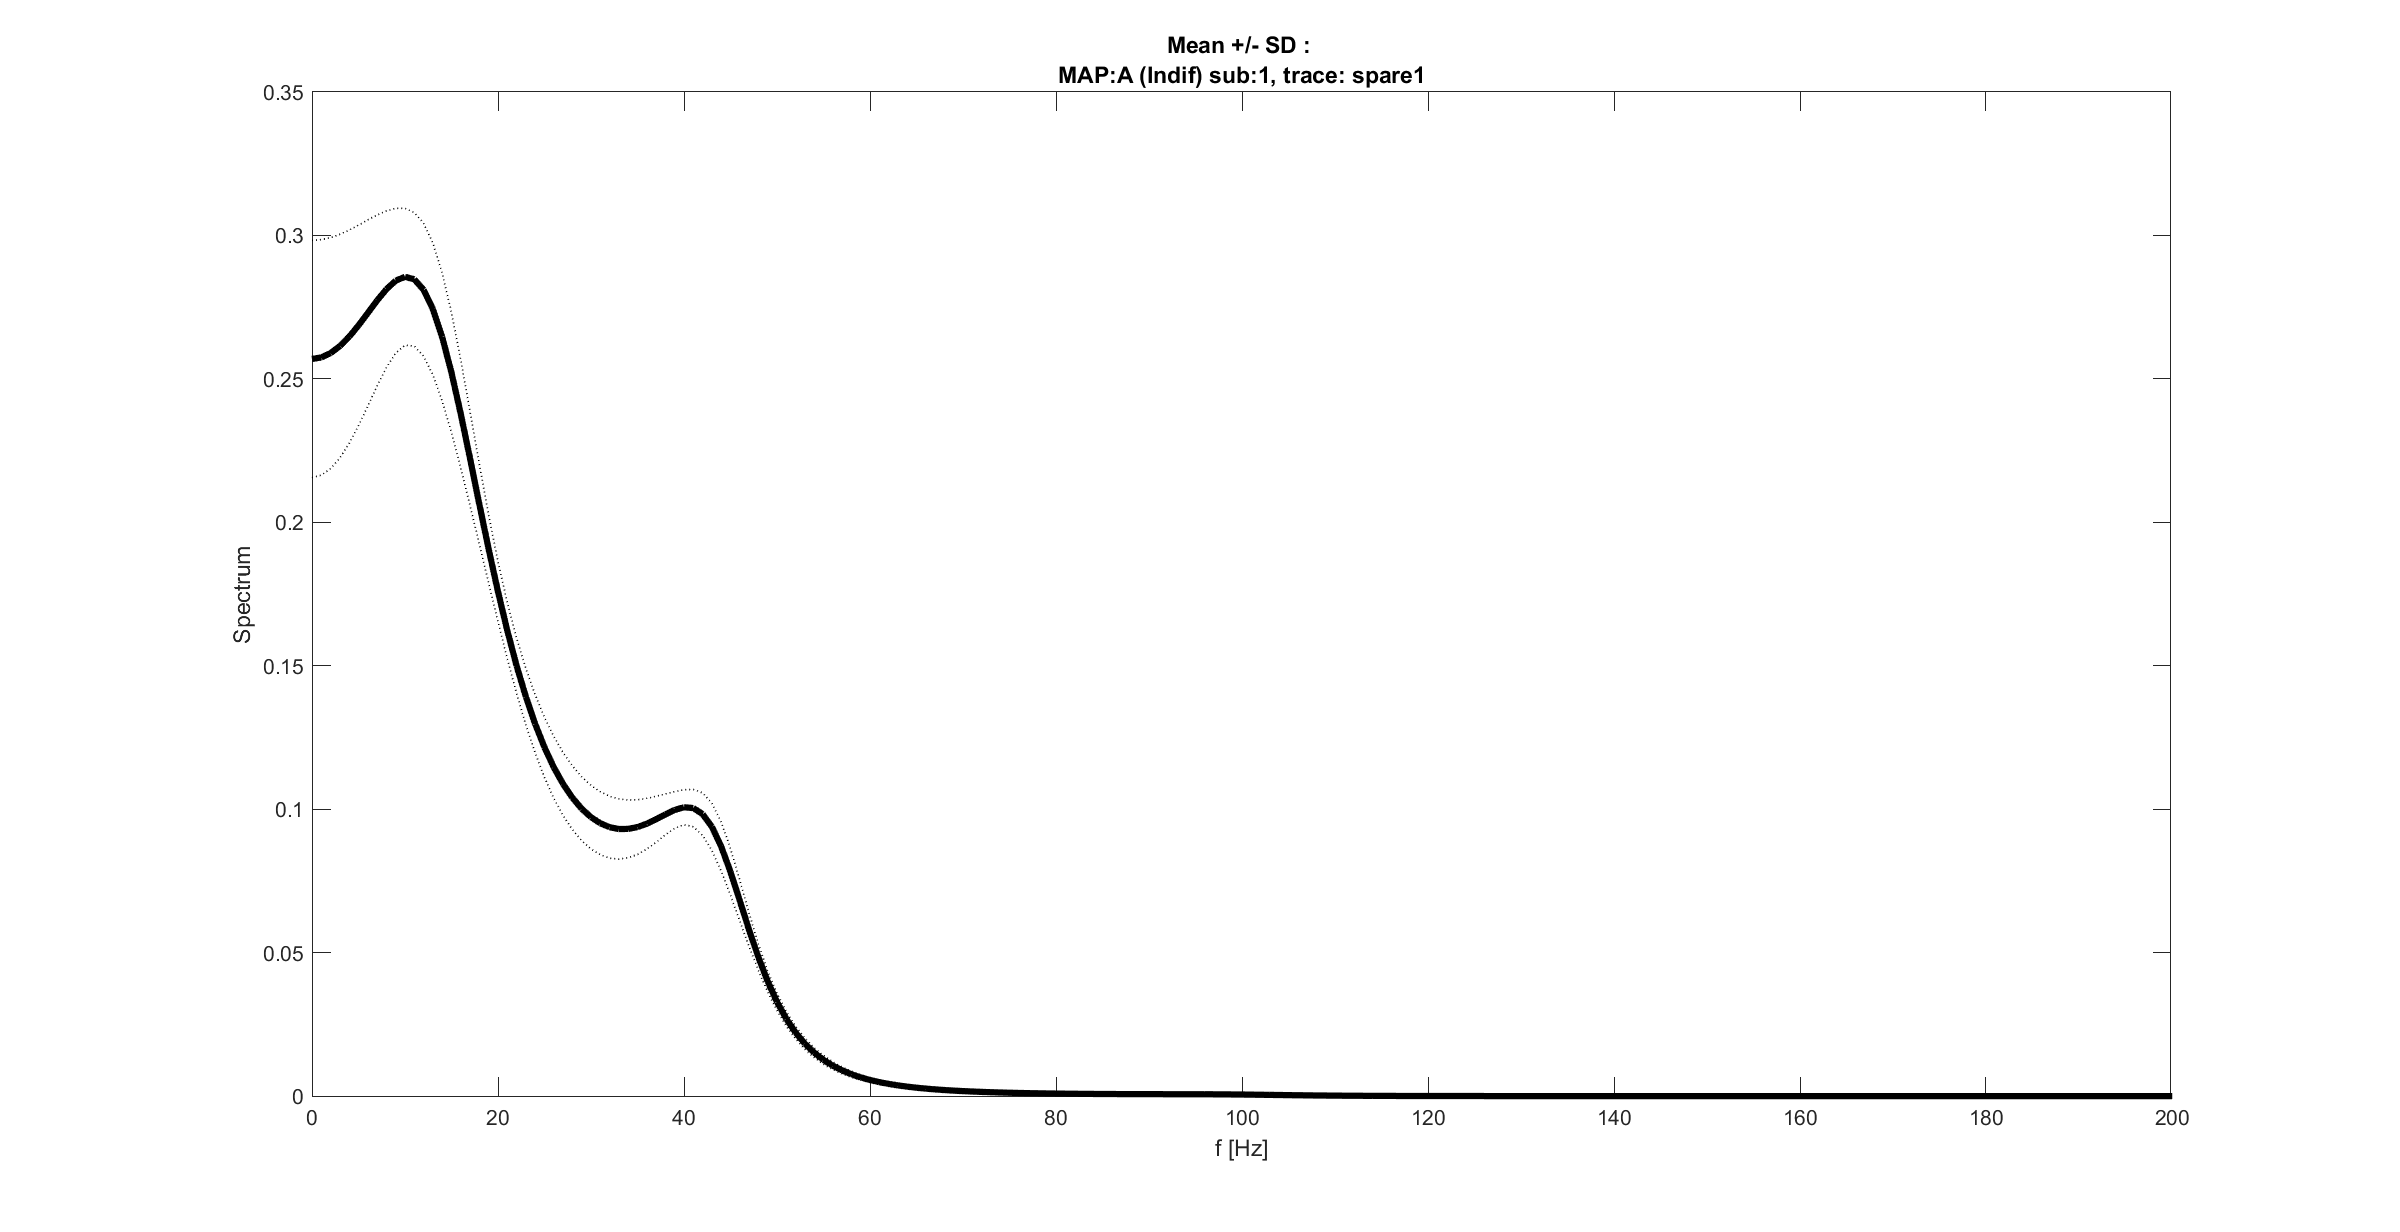 Mean +/- SD :
MAP:A (Indif) sub:1, trace: spare1
0.35
0.3
0.25
0.2
0.15
0.1
0.05
0
Spectrum
0 20 40 60 80 100 120 140 160 180 200
f [Hz]